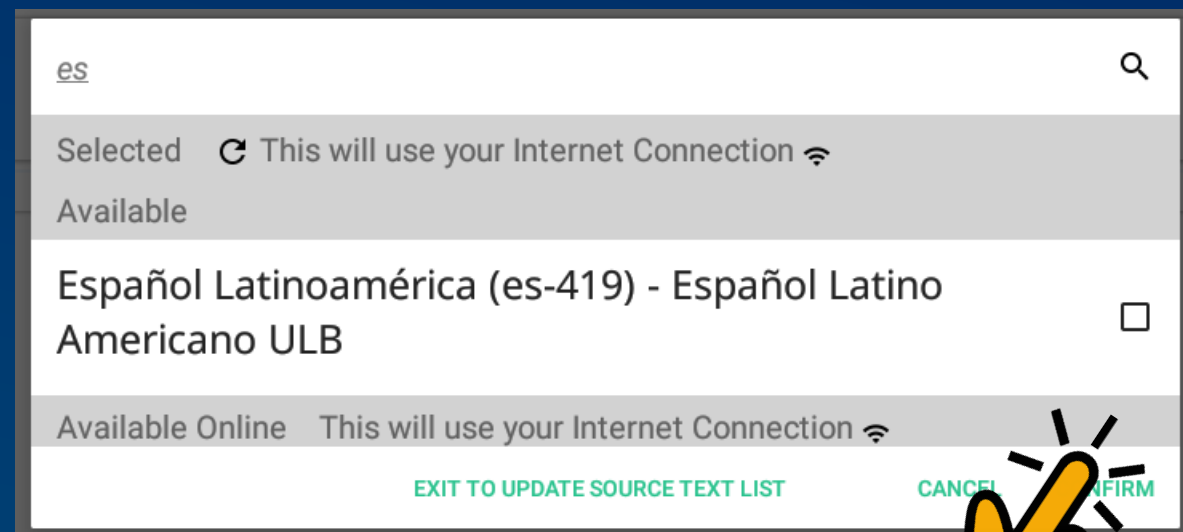 es
Selected This will use your Internet Connection
Available
Español Latinoamérica (es-419) - Español Latino
Americano ULB
Available Online This will use your Internet Connection
EXIT TO UPDATE SOURCE TEXT LIST CANCEL